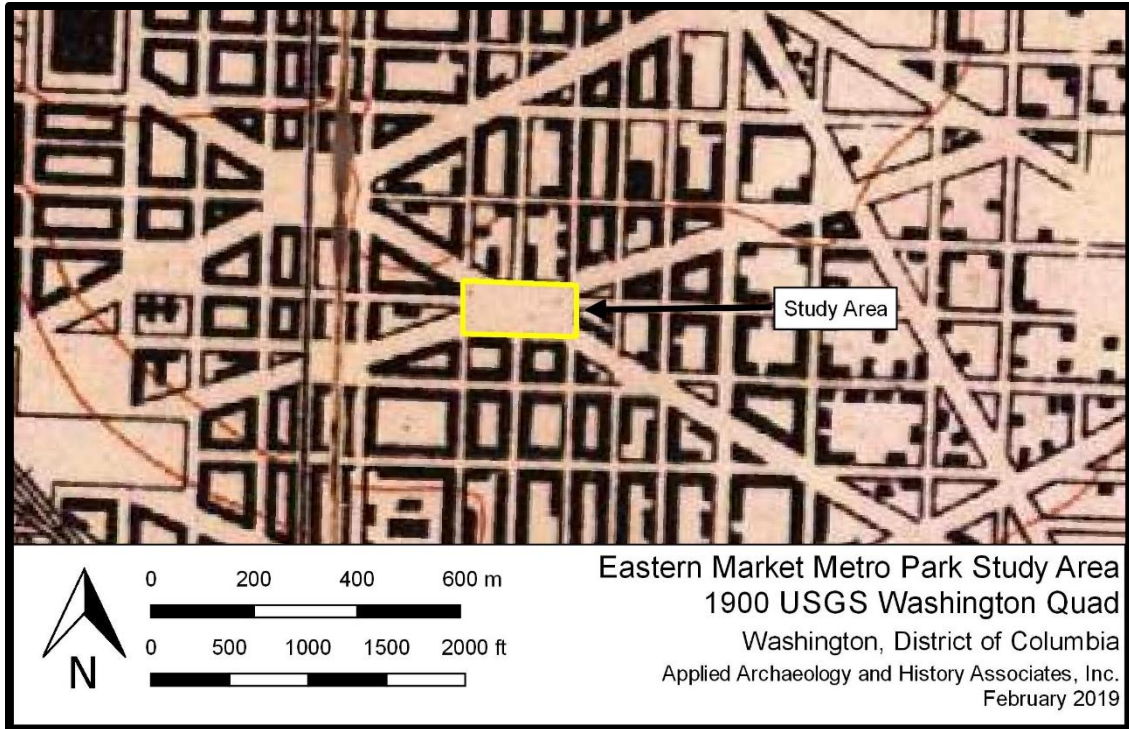 Study Area
0 200 400 600 m
0 500 1000 1500 2000 ft
N
Eastern Market Metro Park Study Area
1900 USGS Washington Quad
Washington, District of Columbia
Applied Archaeology and History Associates, Inc.
February 2019